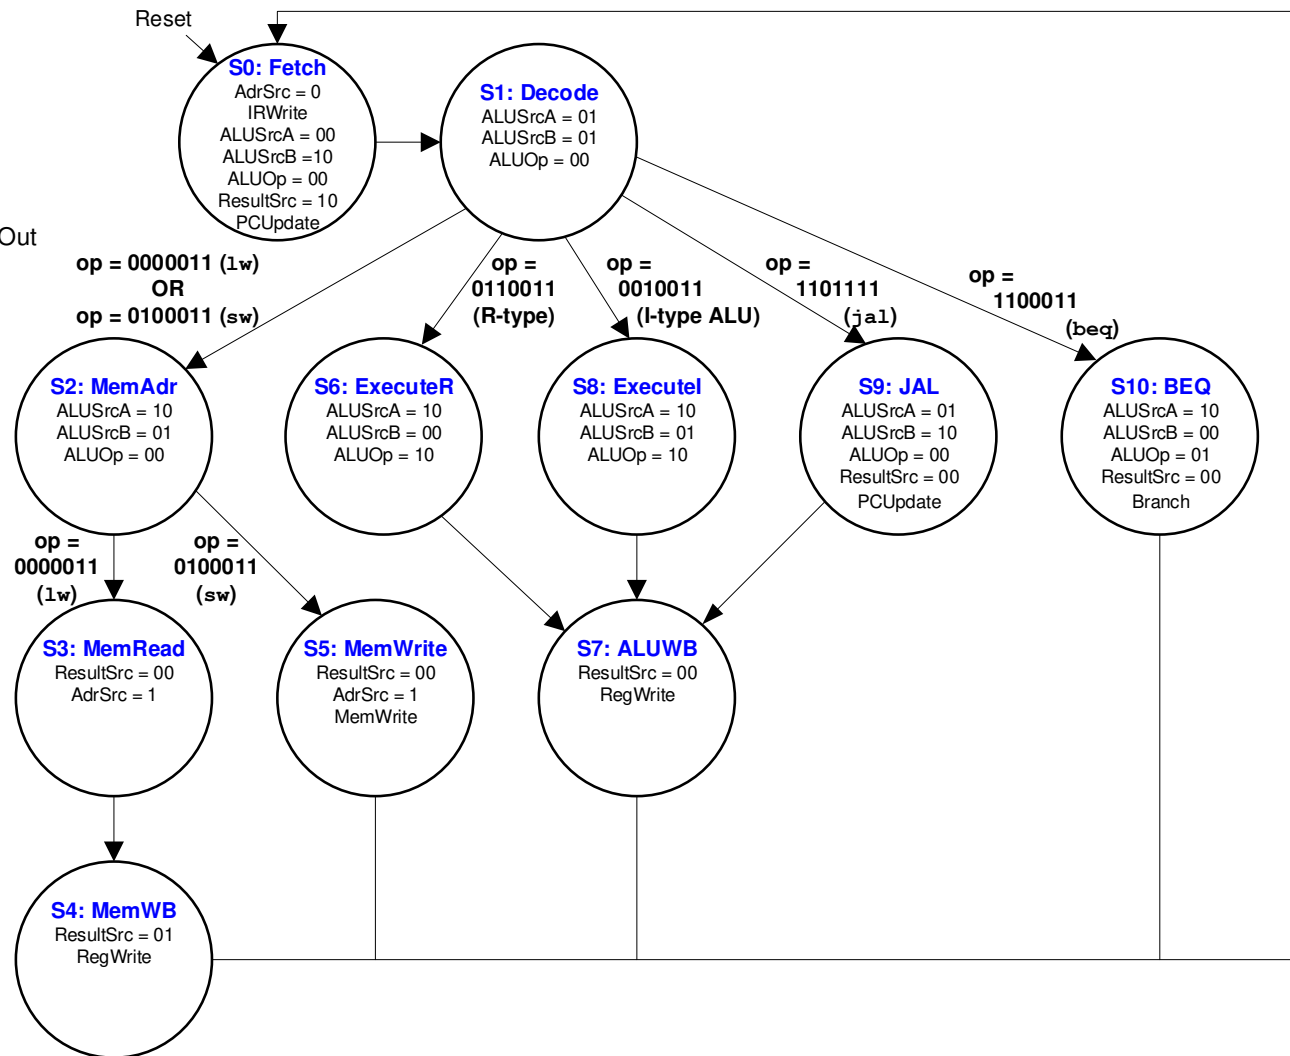 Reset
S0: Fetch
AdrSrc = 0
IRWrite
ALUSrcA = 00
ALUSrcB =10
ALUOp = 00
ResultSrc = 10
PCUpdate
S1: Decode
ALUSrcA = 01
ALUSrcB = 01
ALUOp = 00
Out
op = 0000011 (lw)
OR
op = 0100011 (sw)
op =
0110011
(R-type)
op =
0010011
(I-type ALU)
op =
1101111
(jal)
op =
1100011
(beq)
S2: MemAdr
ALUSrcA = 10
ALUSrcB = 01
ALUOp = 00
S6: ExecuteR
ALUSrcA = 10
ALUSrcB = 00
ALUOp = 10
S8: ExecuteI
ALUSrcA = 10
ALUSrcB = 01
ALUOp = 10
S9: JAL
ALUSrcA = 01
ALUSrcB = 10
ALUOp = 00
ResultSrc = 00
PCUpdate
S10: BEQ
ALUSrcA = 10
ALUSrcB = 00
ALUOp = 01
ResultSrc = 00
Branch
op =
0000011
(lw)
op =
0100011
(sw)
S3: MemRead
ResultSrc = 00
AdrSrc = 1
S5: MemWrite
ResultSrc = 00
AdrSrc = 1
MemWrite
S7: ALUWB
ResultSrc = 00
RegWrite
S4: MemWB
ResultSrc = 01
RegWrite